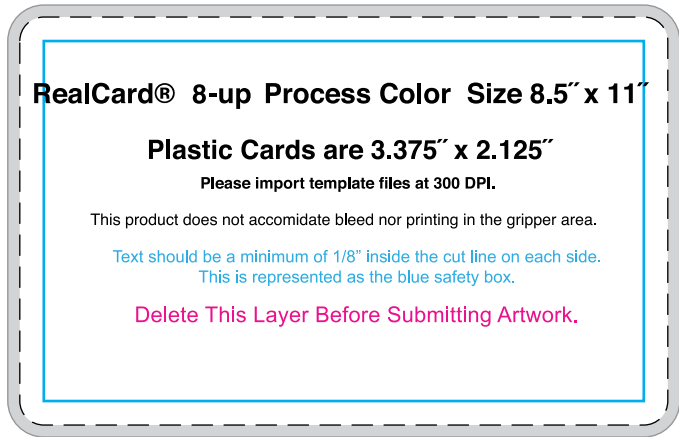 RealCard® 8-up Process Color Size 8.5˝ x 11˝
Plastic Cards are 3.375˝ x 2.125˝
Please import template files at 300 DPI.
This product does not accomidate bleed nor printing in the gripper area.
Text should be a minimum of 1/8” inside the cut line on each side.
This is represented as the blue safety box.
Delete This Layer Before Submitting Artwork.